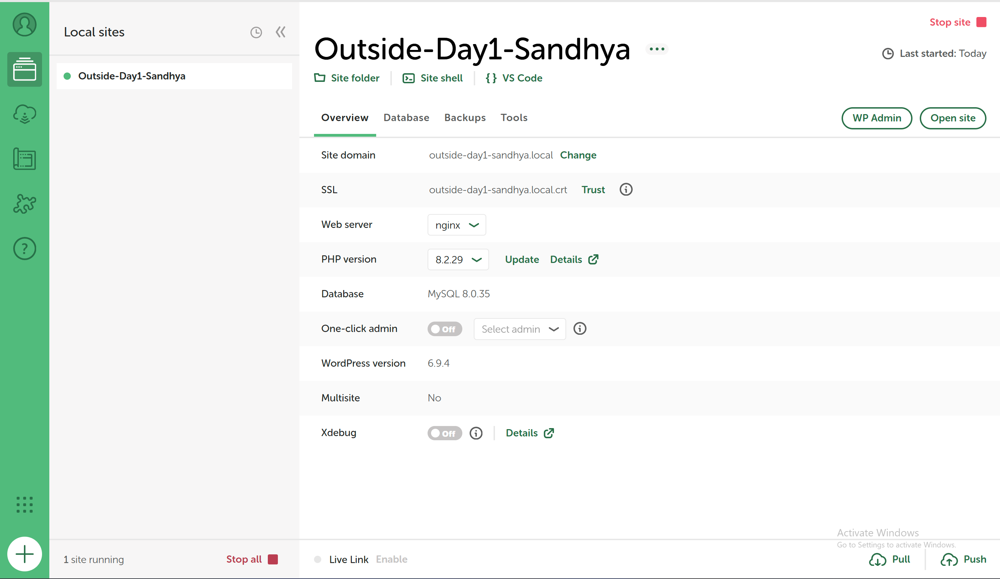 Local sites
Outside-Day1-Sandhya
1 site running
Stop all
Stop site
Outside-Day1-Sandhya
Last started: Today
Site folder
Site shell
VS Code
Overview
Database
Backups
Tools
WP Admin
Open site
Site domain
outside-day1-sandhya.local Change
SSL
outside-day1-sandhya.local.crt Trust
Web server
nginx
PHP version
8.2.29
Update
Details
Database
MySQL 8.0.35
One-click admin
Off
Select admin
WordPress version
6.9.4
Multisite
No
Xdebug
Off
Details
Activate Windows
Go to Settings to activate Windows.
Live Link Enable
Pull
Push